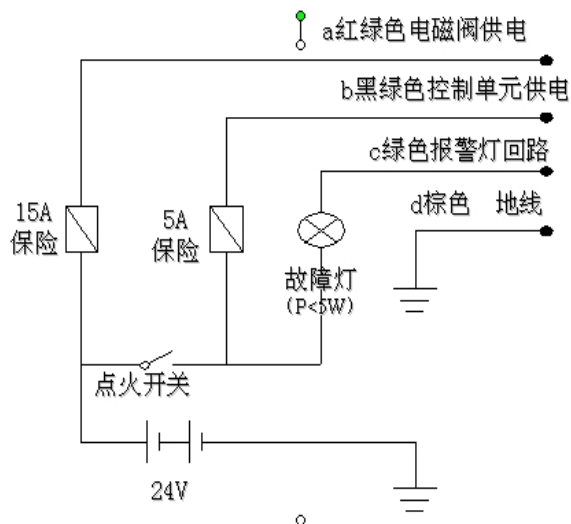 a红绿色电磁阀供电
b黑绿色控制单元供电
c绿色报警灯回路
d棕色 地线
15A
保险
5A
保险
故障灯
(P<5W)
点火开关
24V